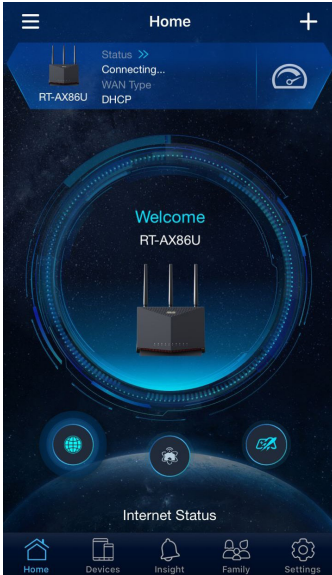 Home
Status >>
Connecting...
WAN Type
RT-AX86U
DHCP
Welcome
RT-AX86U
Internet Status
Home
Devices
Insight
Family
Settings